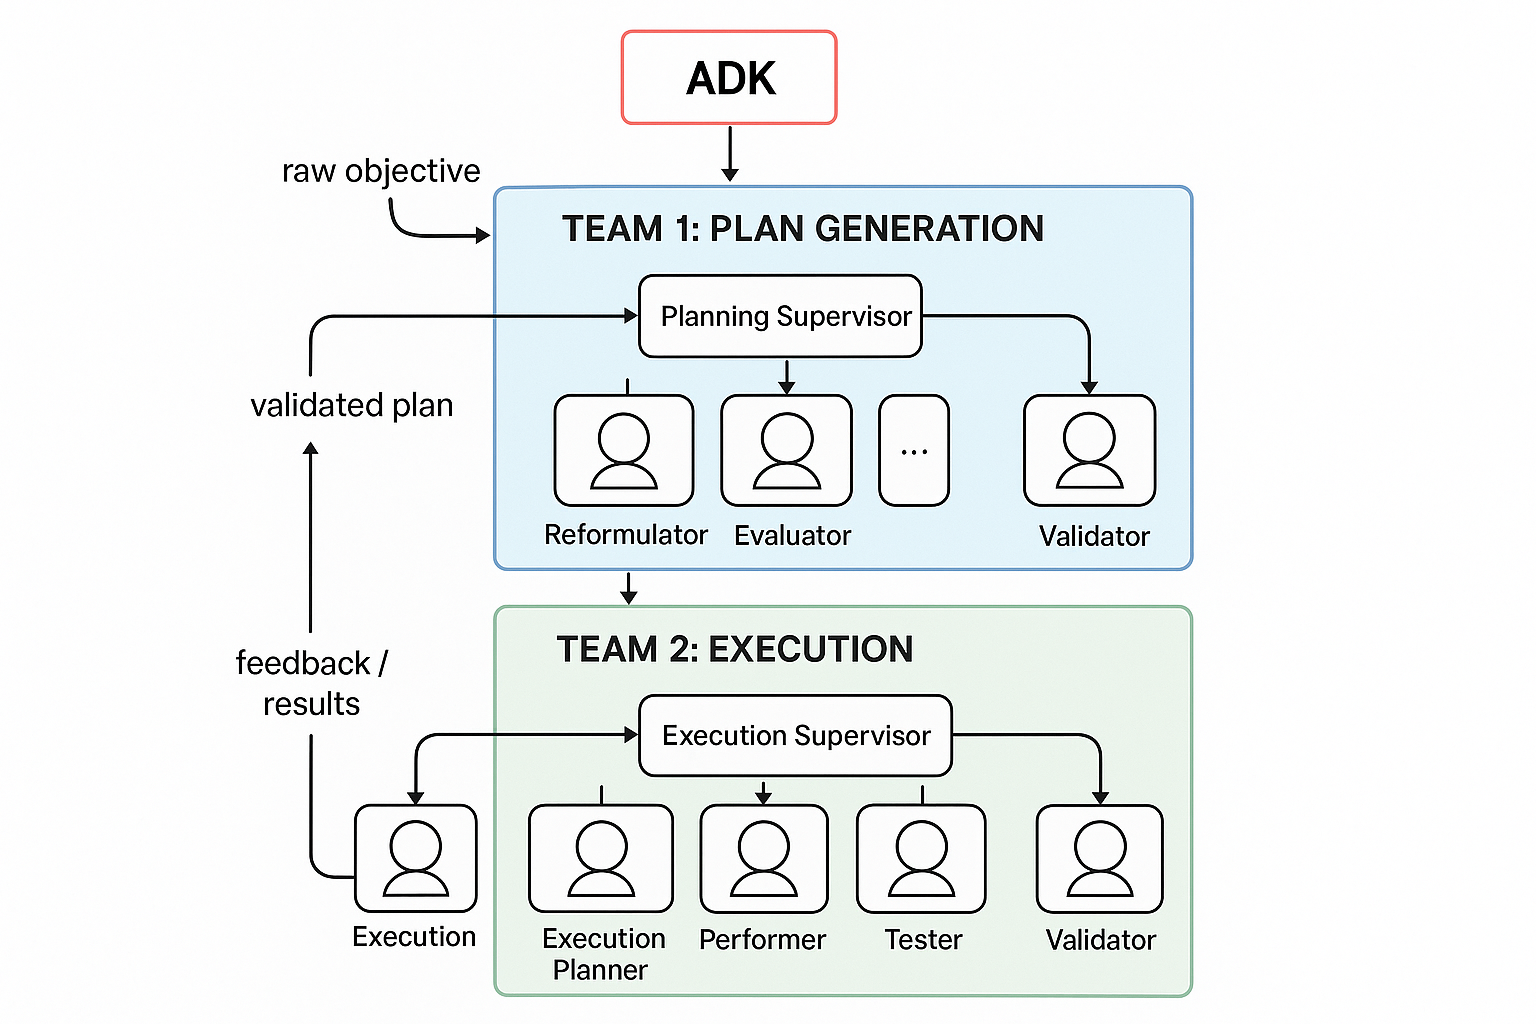 ADK
raw objective
TEAM 1: PLAN GENERATION
Planning Supervisor
validated plan
...
Reformulator
Evaluator
Validator
TEAM 2: EXECUTION
feedback /
results
Execution Supervisor
Execution
Execution
Planner
Performer
Tester
Validator